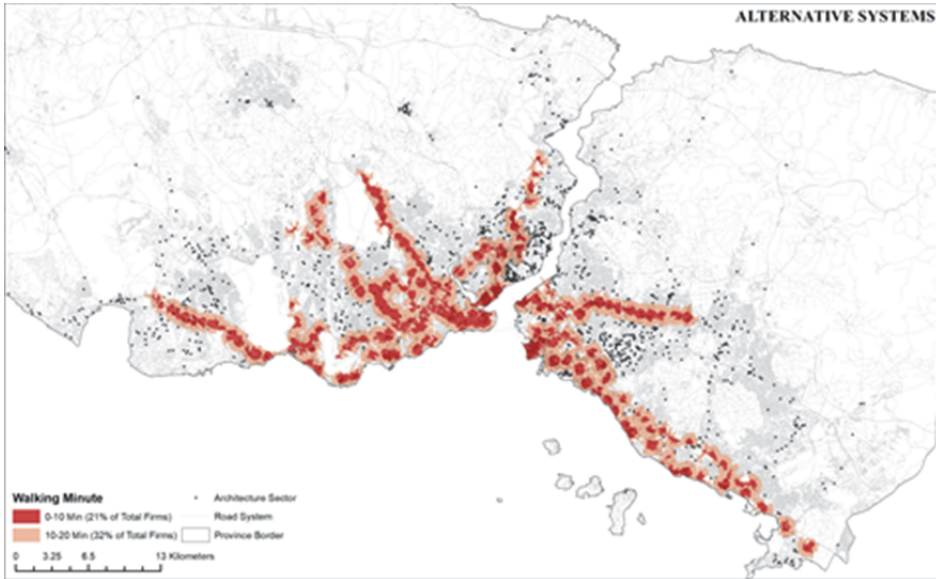 ALTERNATIVE SYSTEMS
Walking Minute
0-10 Min (21% of Total Firms)
10-20 Min (32% of Total Firms)
Architecture Sector
Road System
Province Border
0 3.25 6.5 13 Kilometers